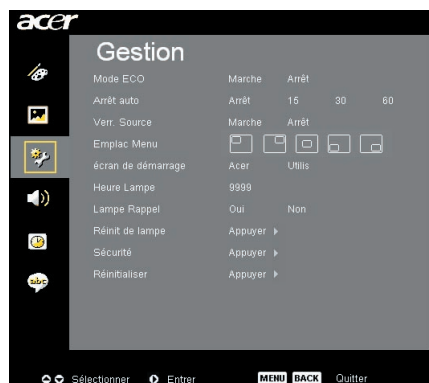 acer
Gestion
Mode ECO Marche Arrêt
Arrêt auto Arrêt 15 30 60
Verr. Source Marche Arrêt
Emplac Menu
écran de démarrage Acer Utilis
Heure Lampe 9999
Lampe Rappel Oui Non
Réinit de lampe Appuyer
Sécurité Appuyer
Réinitialiser Appuyer
abc
Sélectionner Entrer MENU BACK Quitter